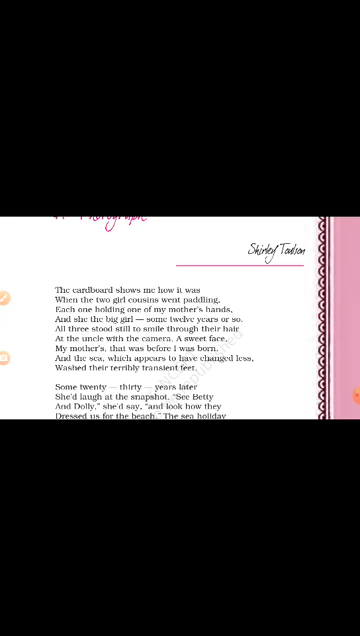 A Photograph
Shirley Toulson
The cardboard shows me how it was
When the two girl cousins went paddling,
Each one holding one of my mother's hands,
And she the big girl — some twelve years or so.
All three stood still to smile through their hair
At the uncle with the camera. A sweet face,
My mother's, that was before I was born.
And the sea, which appears to have changed less,
Washed their terribly transient feet.
Some twenty — thirty — years later
She'd laugh at the snapshot. "See Betty
And Dolly," she'd say, "and look how they
Dressed us for the beach." The sea holiday